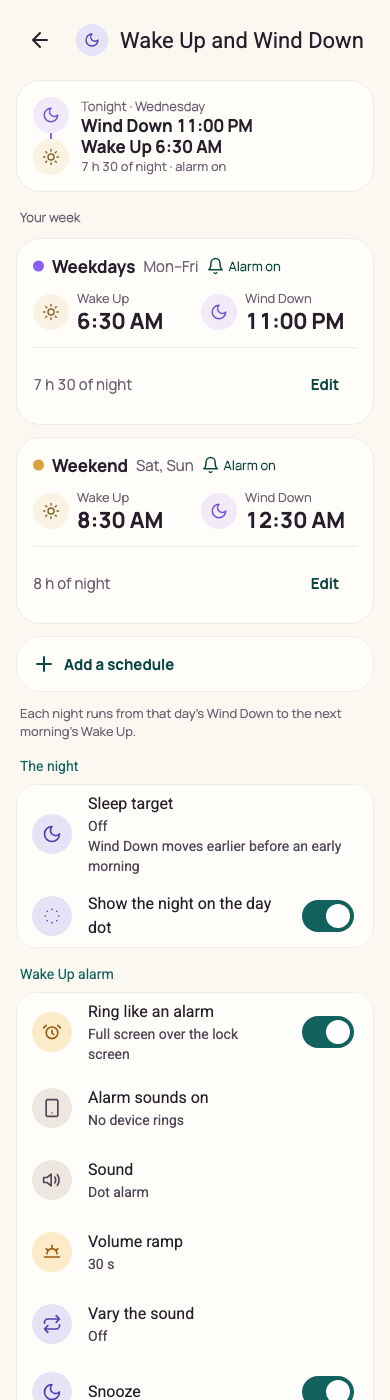 Wake Up and Wind Down
Tonight · Wednesday
Wind Down 11:00 PM
Wake Up 6:30 AM
7 h 30 of night · alarm on
Your week
Weekdays Mon–Fri Alarm on
Wake Up
6:30 AM
Wind Down
11:00 PM
7 h 30 of night
Edit
Weekend Sat, Sun Alarm on
Wake Up
8:30 AM
Wind Down
12:30 AM
8 h of night
Edit
Add a schedule
Each night runs from that day's Wind Down to the next
morning's Wake Up.
The night
Sleep target
Off
Wind Down moves earlier before an early
morning
Show the night on the day
dot
Wake Up alarm
Ring like an alarm
Full screen over the lock
screen
Alarm sounds on
No device rings
Sound
Dot alarm
Volume ramp
30 s
Vary the sound
Off
Snooze